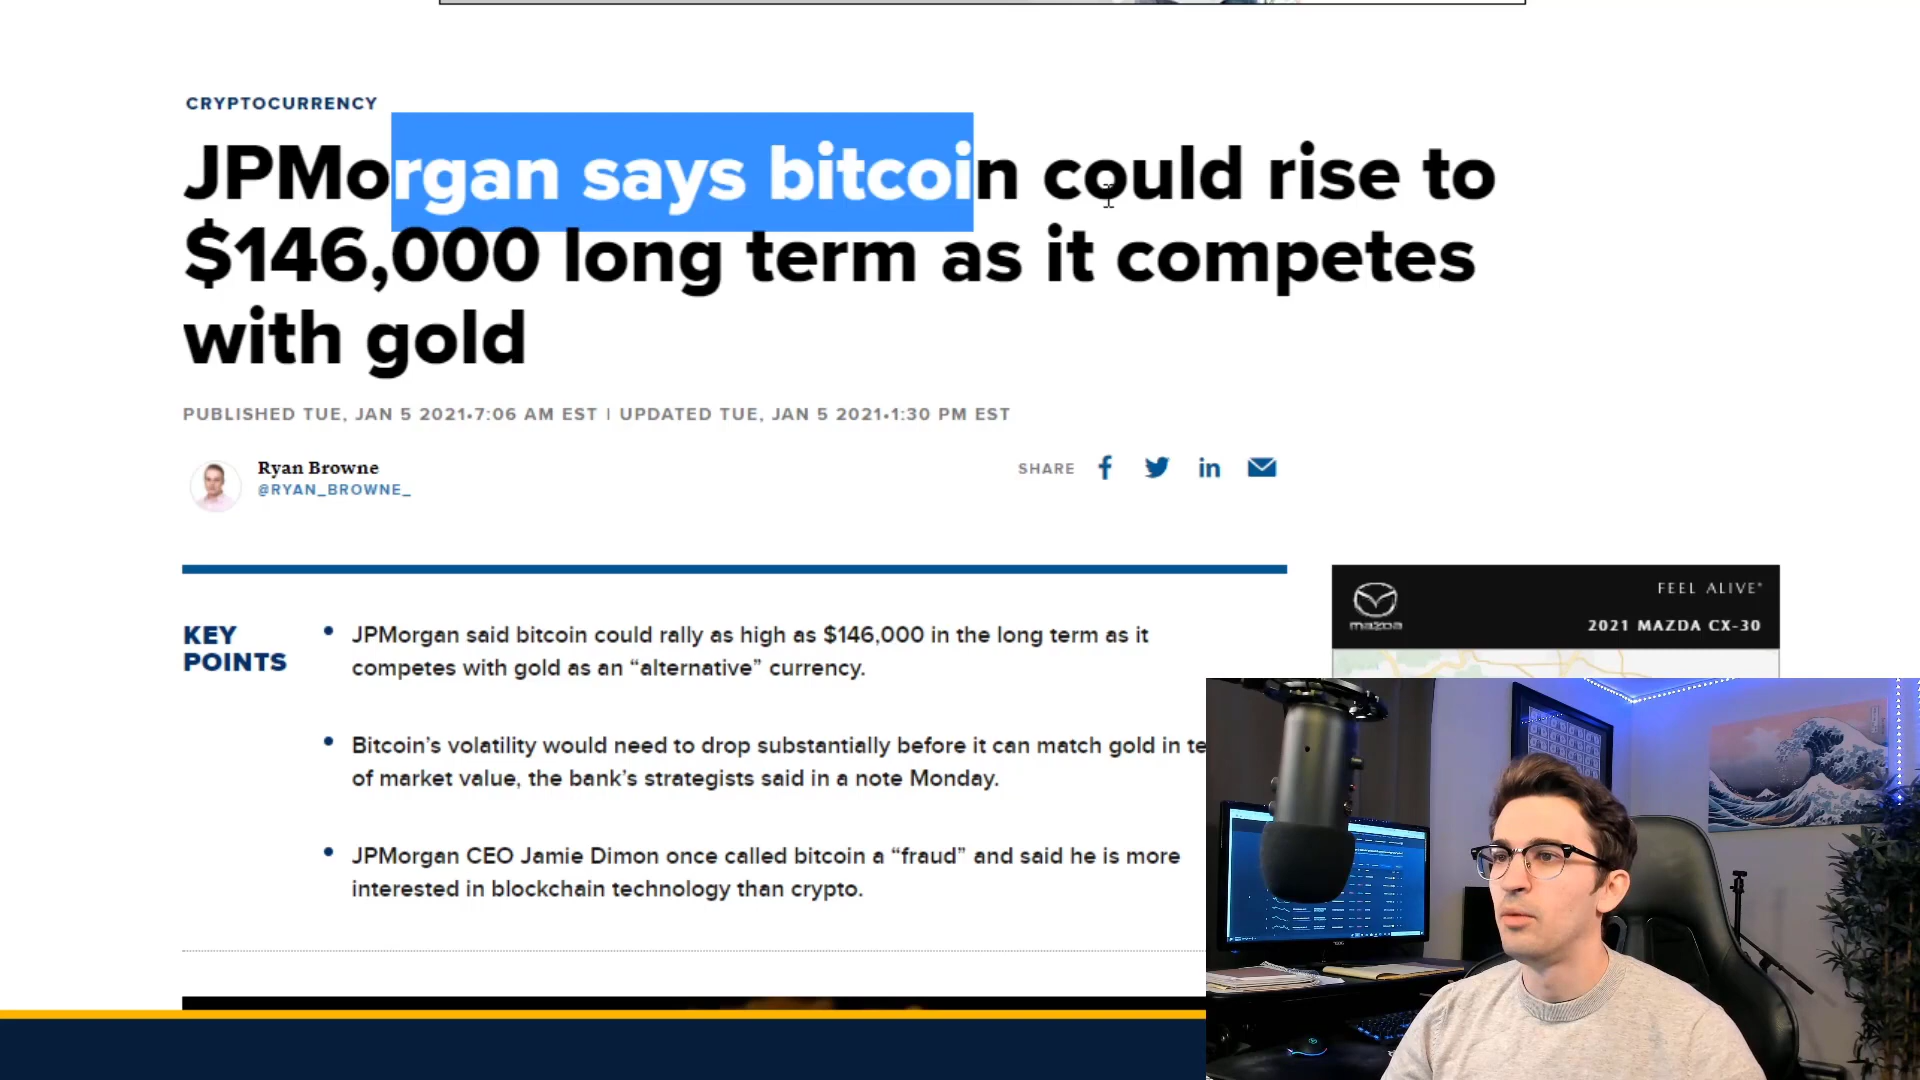 CRYPTOCURRENCY
JPMorgan says bitcoin could rise to
$146,000 long term as it competes
with gold
PUBLISHED TUE, JAN 5 2021•7:06 AM EST | UPDATED TUE, JAN 5 2021•1:30 PM EST
Ryan Browne
@RYAN_BROWNE_
SHARE
KEY
POINTS
JPMorgan said bitcoin could rally as high as $146,000 in the long term as it
competes with gold as an “alternative” currency.
Bitcoin’s volatility would need to drop substantially before it can match gold in te
of market value, the bank’s strategists said in a note Monday.
JPMorgan CEO Jamie Dimon once called bitcoin a “fraud” and said he is more
interested in blockchain technology than crypto.
FEEL ALIVE
mazda
2021 MAZDA CX-30